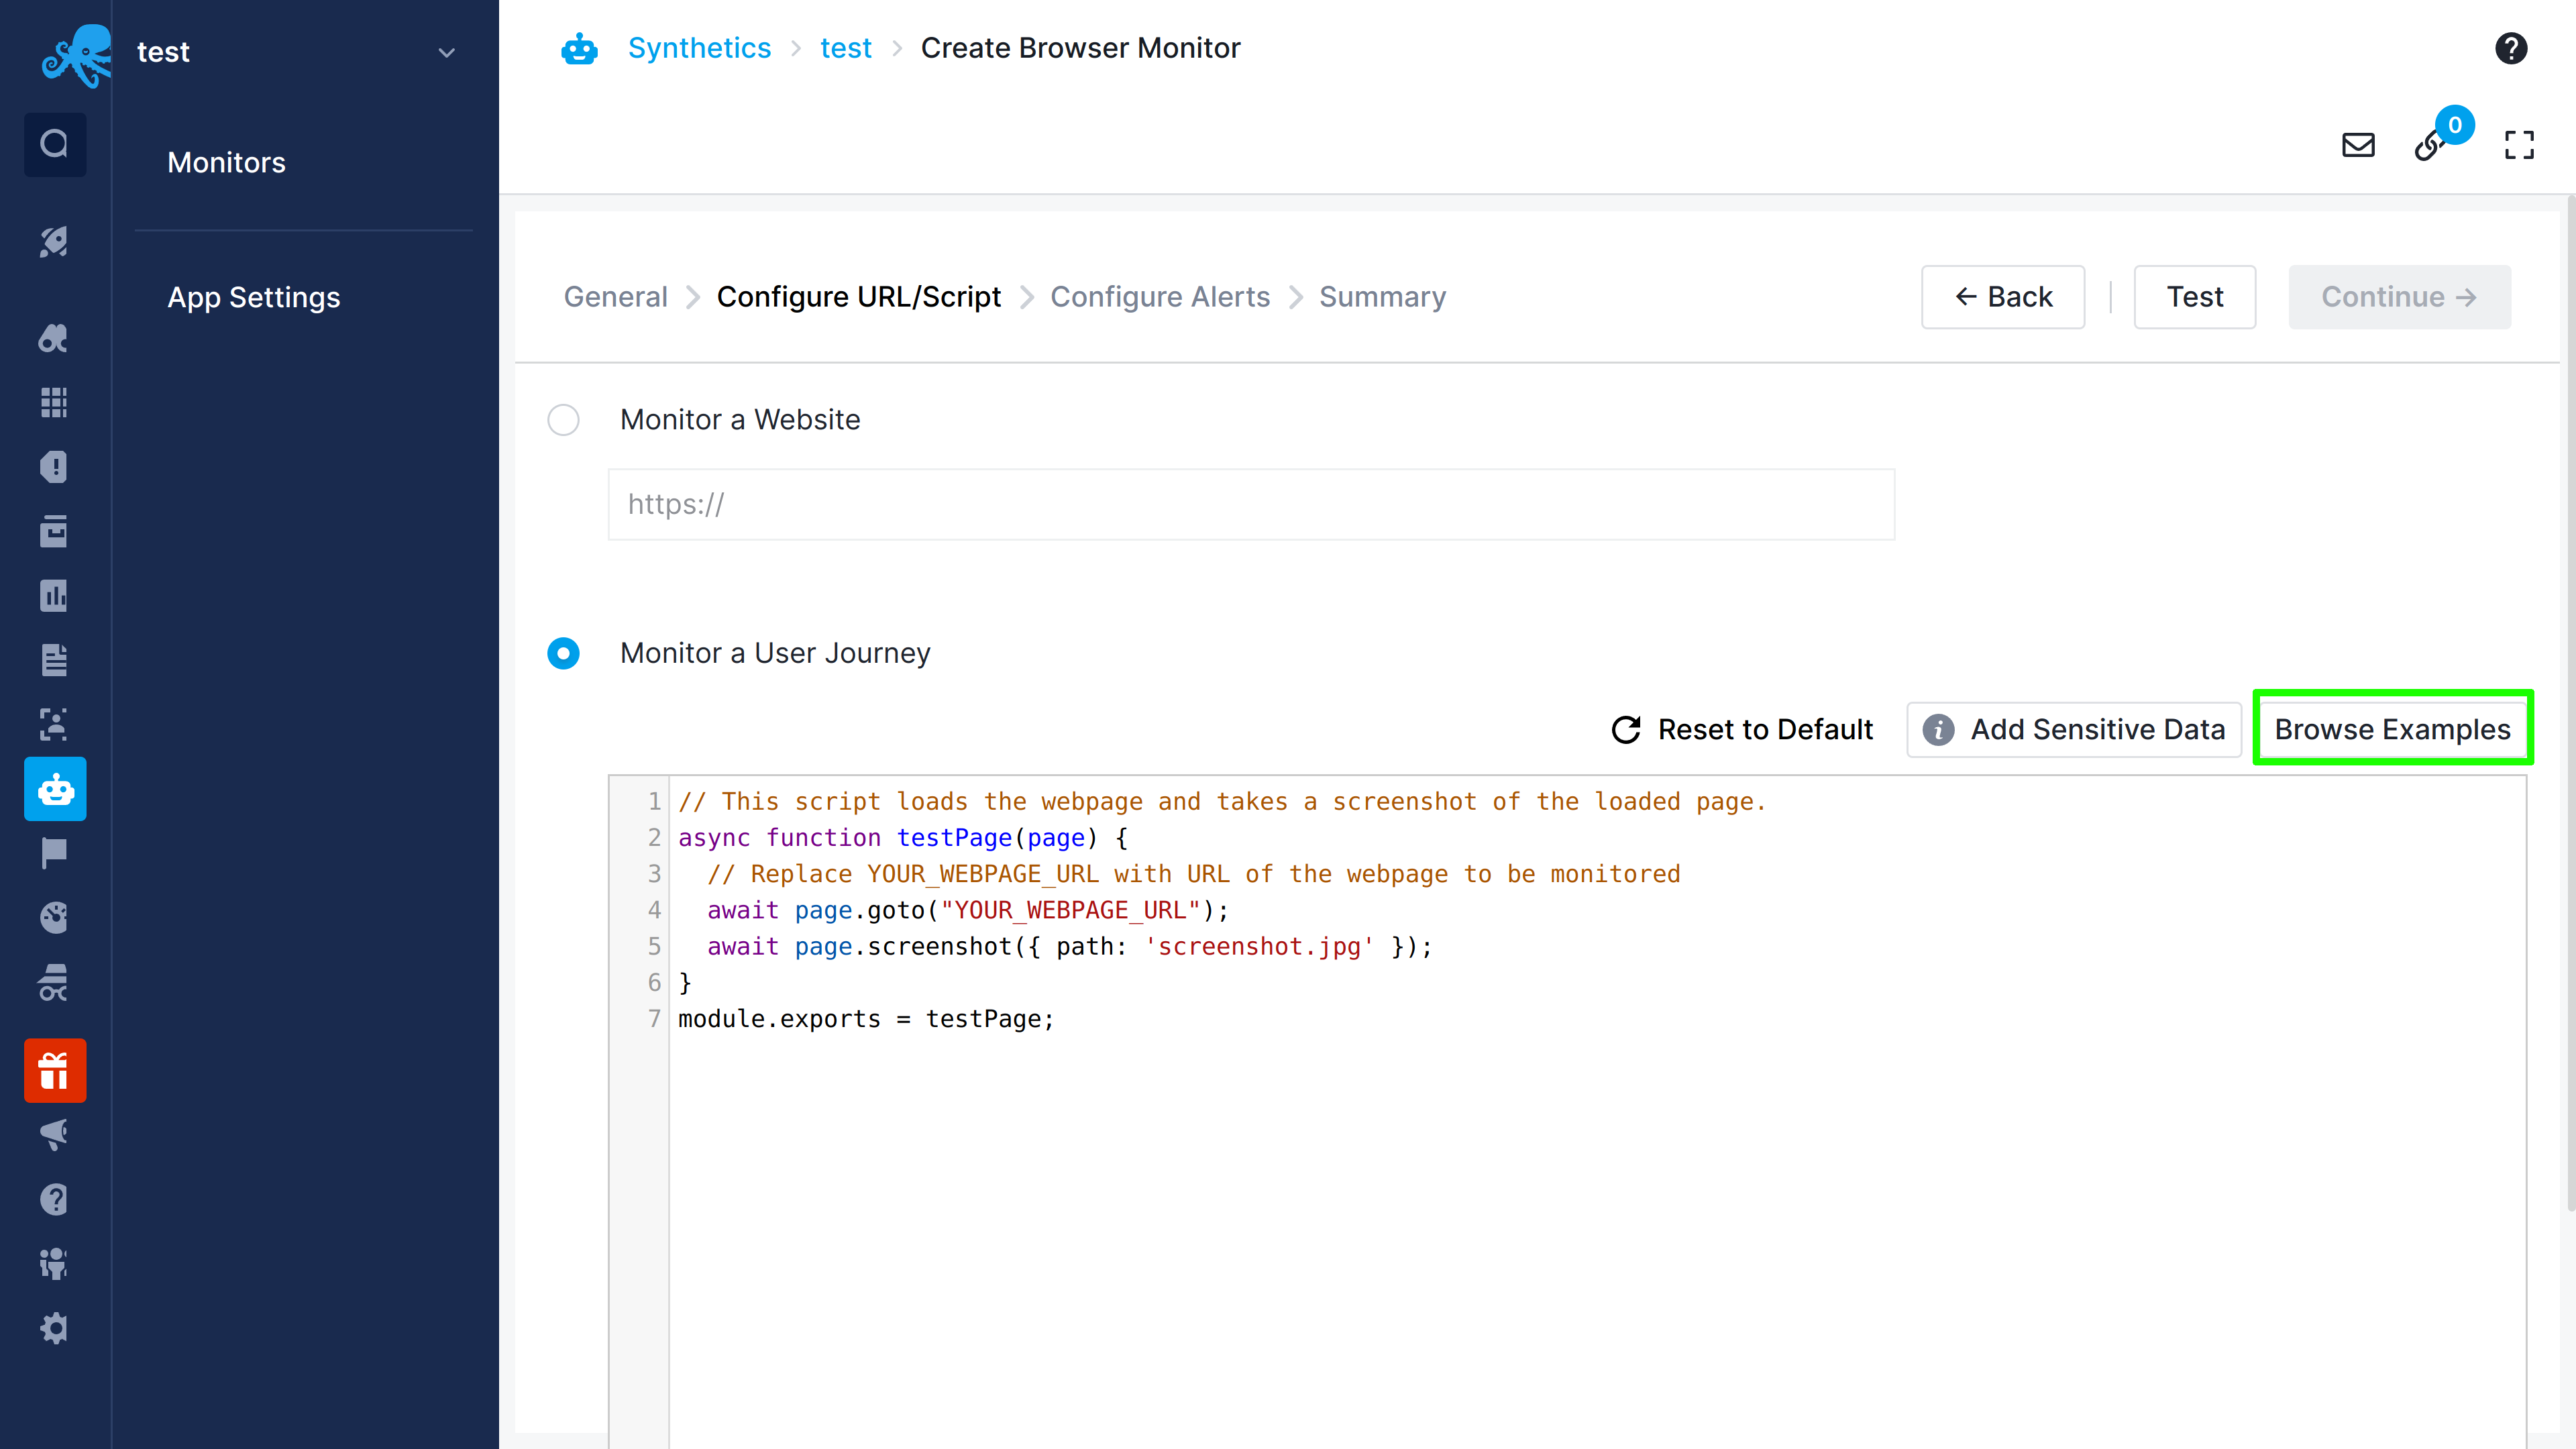 test
Monitors
App Settings
Synthetics > test > Create Browser Monitor
0
General > Configure URL/Script > Configure Alerts > Summary
← Back | Test Continue →
Monitor a Website
https://
Monitor a User Journey
Reset to Default Add Sensitive Data Browse Examples
1 // This script loads the webpage and takes a screenshot of the loaded page.
2 async function testPage(page) {
3 // Replace YOUR_WEBPAGE_URL with URL of the webpage to be monitored
4 await page.goto("YOUR_WEBPAGE_URL");
5 await page.screenshot({ path: 'screenshot.jpg' });
6 }
7 module.exports = testPage;